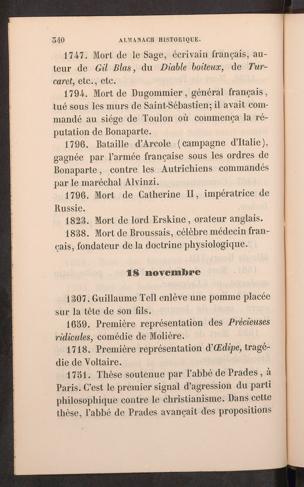 340 ALMANACH HISTORIQUE.
1747. Mort de le Sage, écrivain français, au-
teur de Gil Blas, du Diable boiteux, de Tur-
caret, etc., etc.
1794. Mort de Dugommier, général français,
tué sous les murs de Saint-Sébastien; il avait com-
mandé au siége de Toulon où commença la ré-
putation de Bonaparte.
1796. Bataille d'Arcole (campagne d'Italie),
gagnée par l'armée française sous les ordres de
Bonaparte, contre les Autrichiens commandés
par le maréchal Alvinzi.
1796. Mort de Catherine II, impératrice de
Russie.
1823. Mort de lord Erskine, orateur anglais.
1838. Mort de Broussais, célèbre médecin fran-
çais, fondateur de la doctrine physiologique.
18 novembre
1307. Guillaume Tell enlève une pomme placée
sur la tête de son fils.
1659. Première représentation des Précieuses
ridicules, comédie de Molière.
1718. Première représentation d'Œdipe, tragé-
die de Voltaire.
1751. Thèse soutenue par l'abbé de Prades, à
Paris. C'est le premier signal d'agression du parti
philosophique contre le christianisme. Dans cette
thèse, l'abbé de Prades avançait des propositions